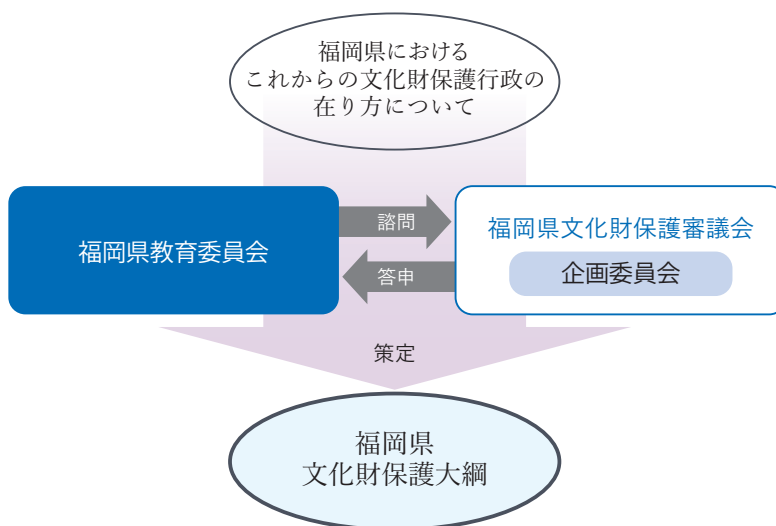 福岡県における
これからの文化財保護行政の
在り方について
福岡県教育委員会
諮問
答申
福岡県文化財保護審議会
企画委員会
策定
福岡県
文化財保護大綱